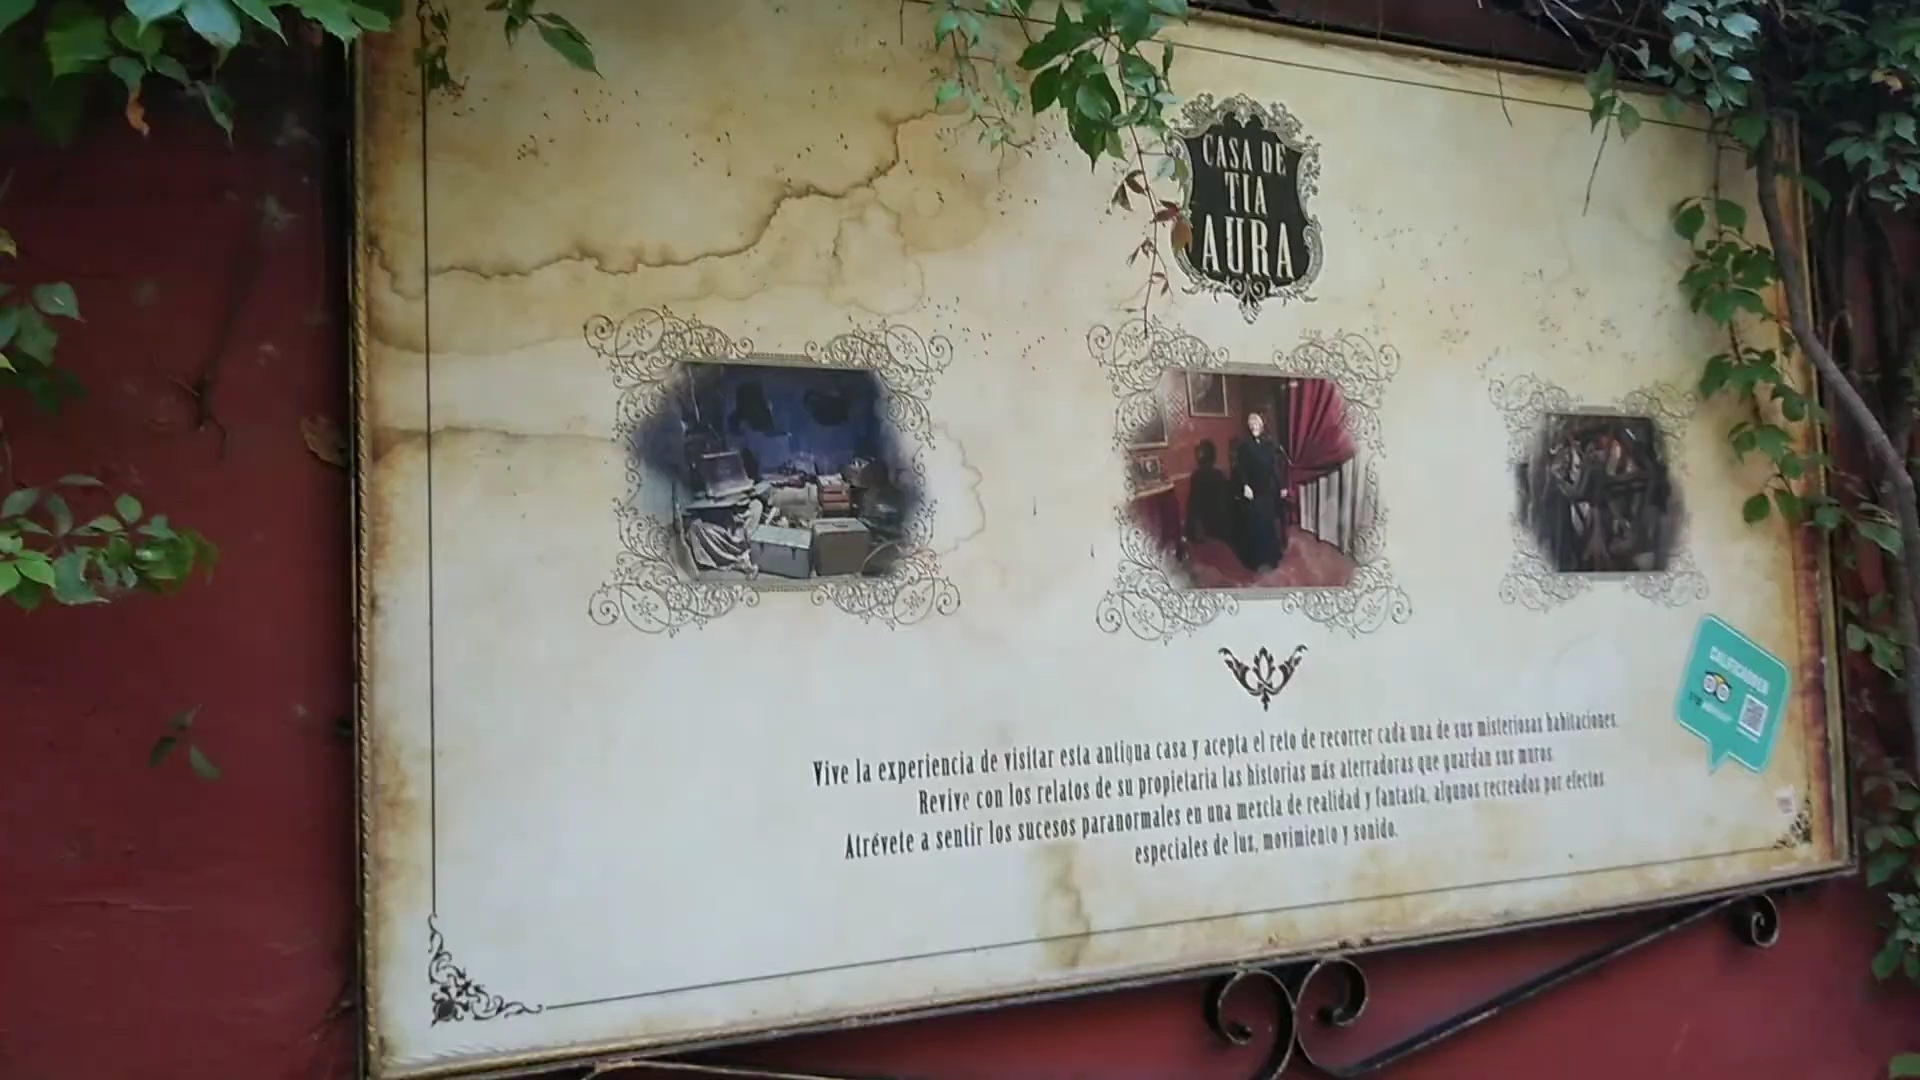 CASA DE
TIA
AURA
Vive la experiencia de visitar esta antigua casa y acepta el reto de recorrer cada una de sus misteriosas habitaciones.
Revive con los relatos de su propietaria las historias más aterradoras que guardan sus muros.
Atrévete a sentir los sucesos paranormales en una mezcla de realidad y fantasía, algunos recreados por efectos
especiales de luz, movimiento y sonido.